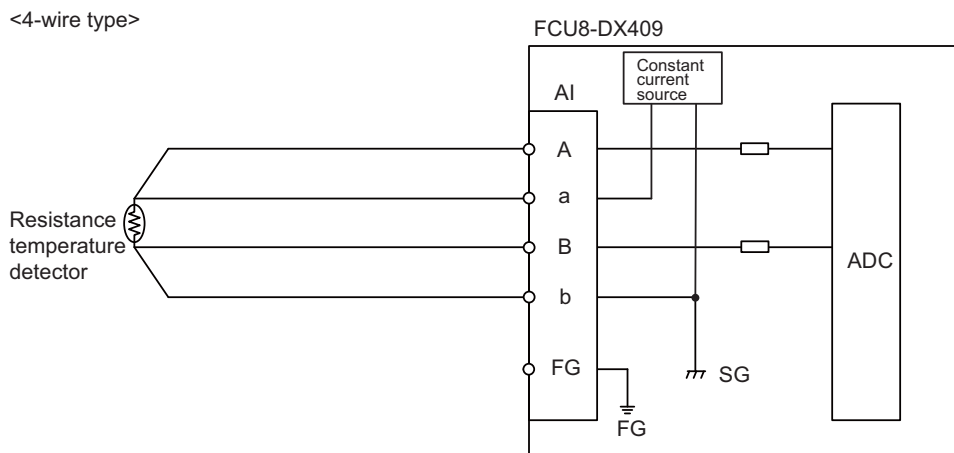 <4-wire type>
FCU8-DX409
Constant
current
source
AI
A
a
B
b
FG
Resistance
temperature
detector
ADC
SG
FG